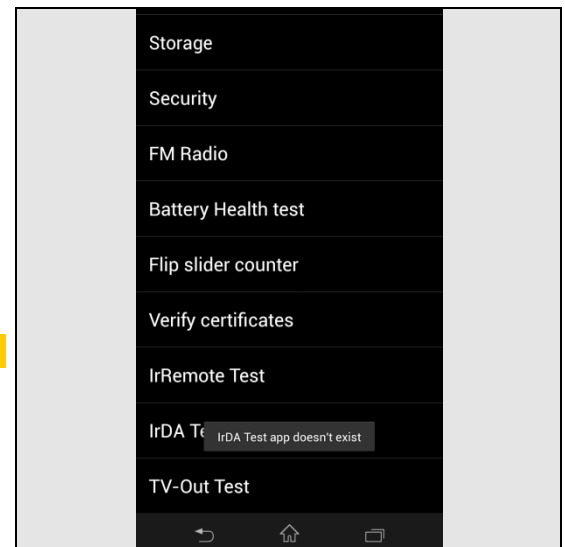 Storage
Security
FM Radio
Battery Health test
Flip slider counter
Verify certificates
IrRemote Test
IrDA Te
IrDA Test app doesn't exist
TV-Out Test